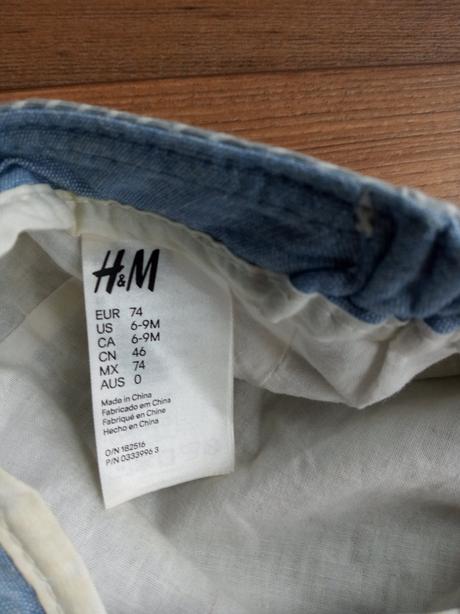 H&M
EUR 74
US 6-9M
CA 6-9M
CN 46
MX 74
AUS 0
Made in China
Fabricado em China
Fabriqué en Chine
Hecho en China
O/N 182516
P/N 0333996 3